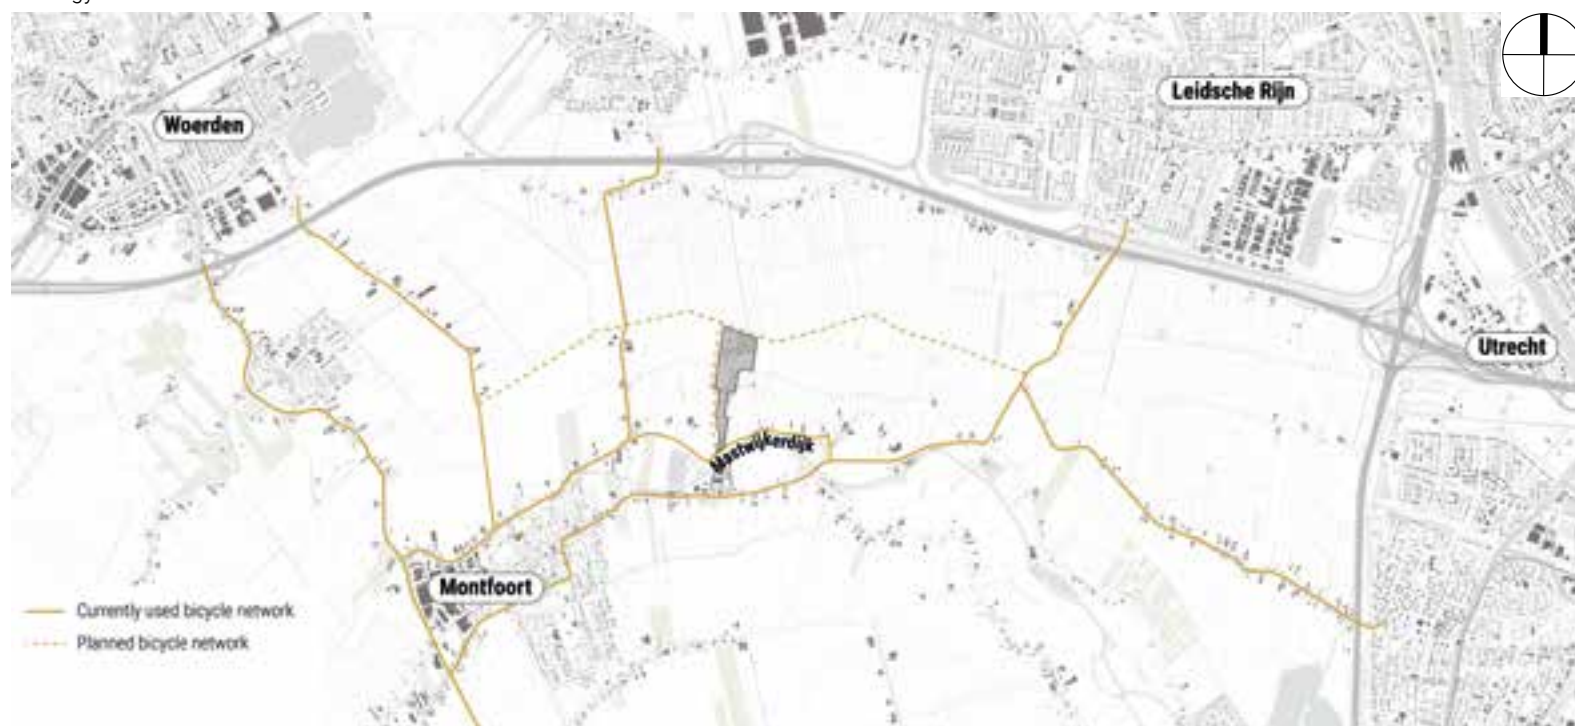 Leidsche Rijn
Woerden
Utrecht
Mastwijkerdijk
Montfoort
Currently used bicycle network
Planned bicycle network